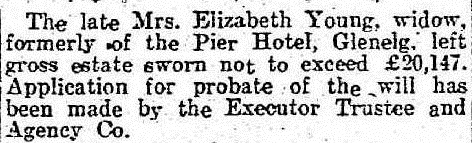 The late Mrs. Elizabeth Young, widow,
formerly of the Pier Hotel, Glenelg, left
gross estate sworn not to exceed £20,147.
Application for probate of the will has
been made by the Executor Trustee and
Agency Co.